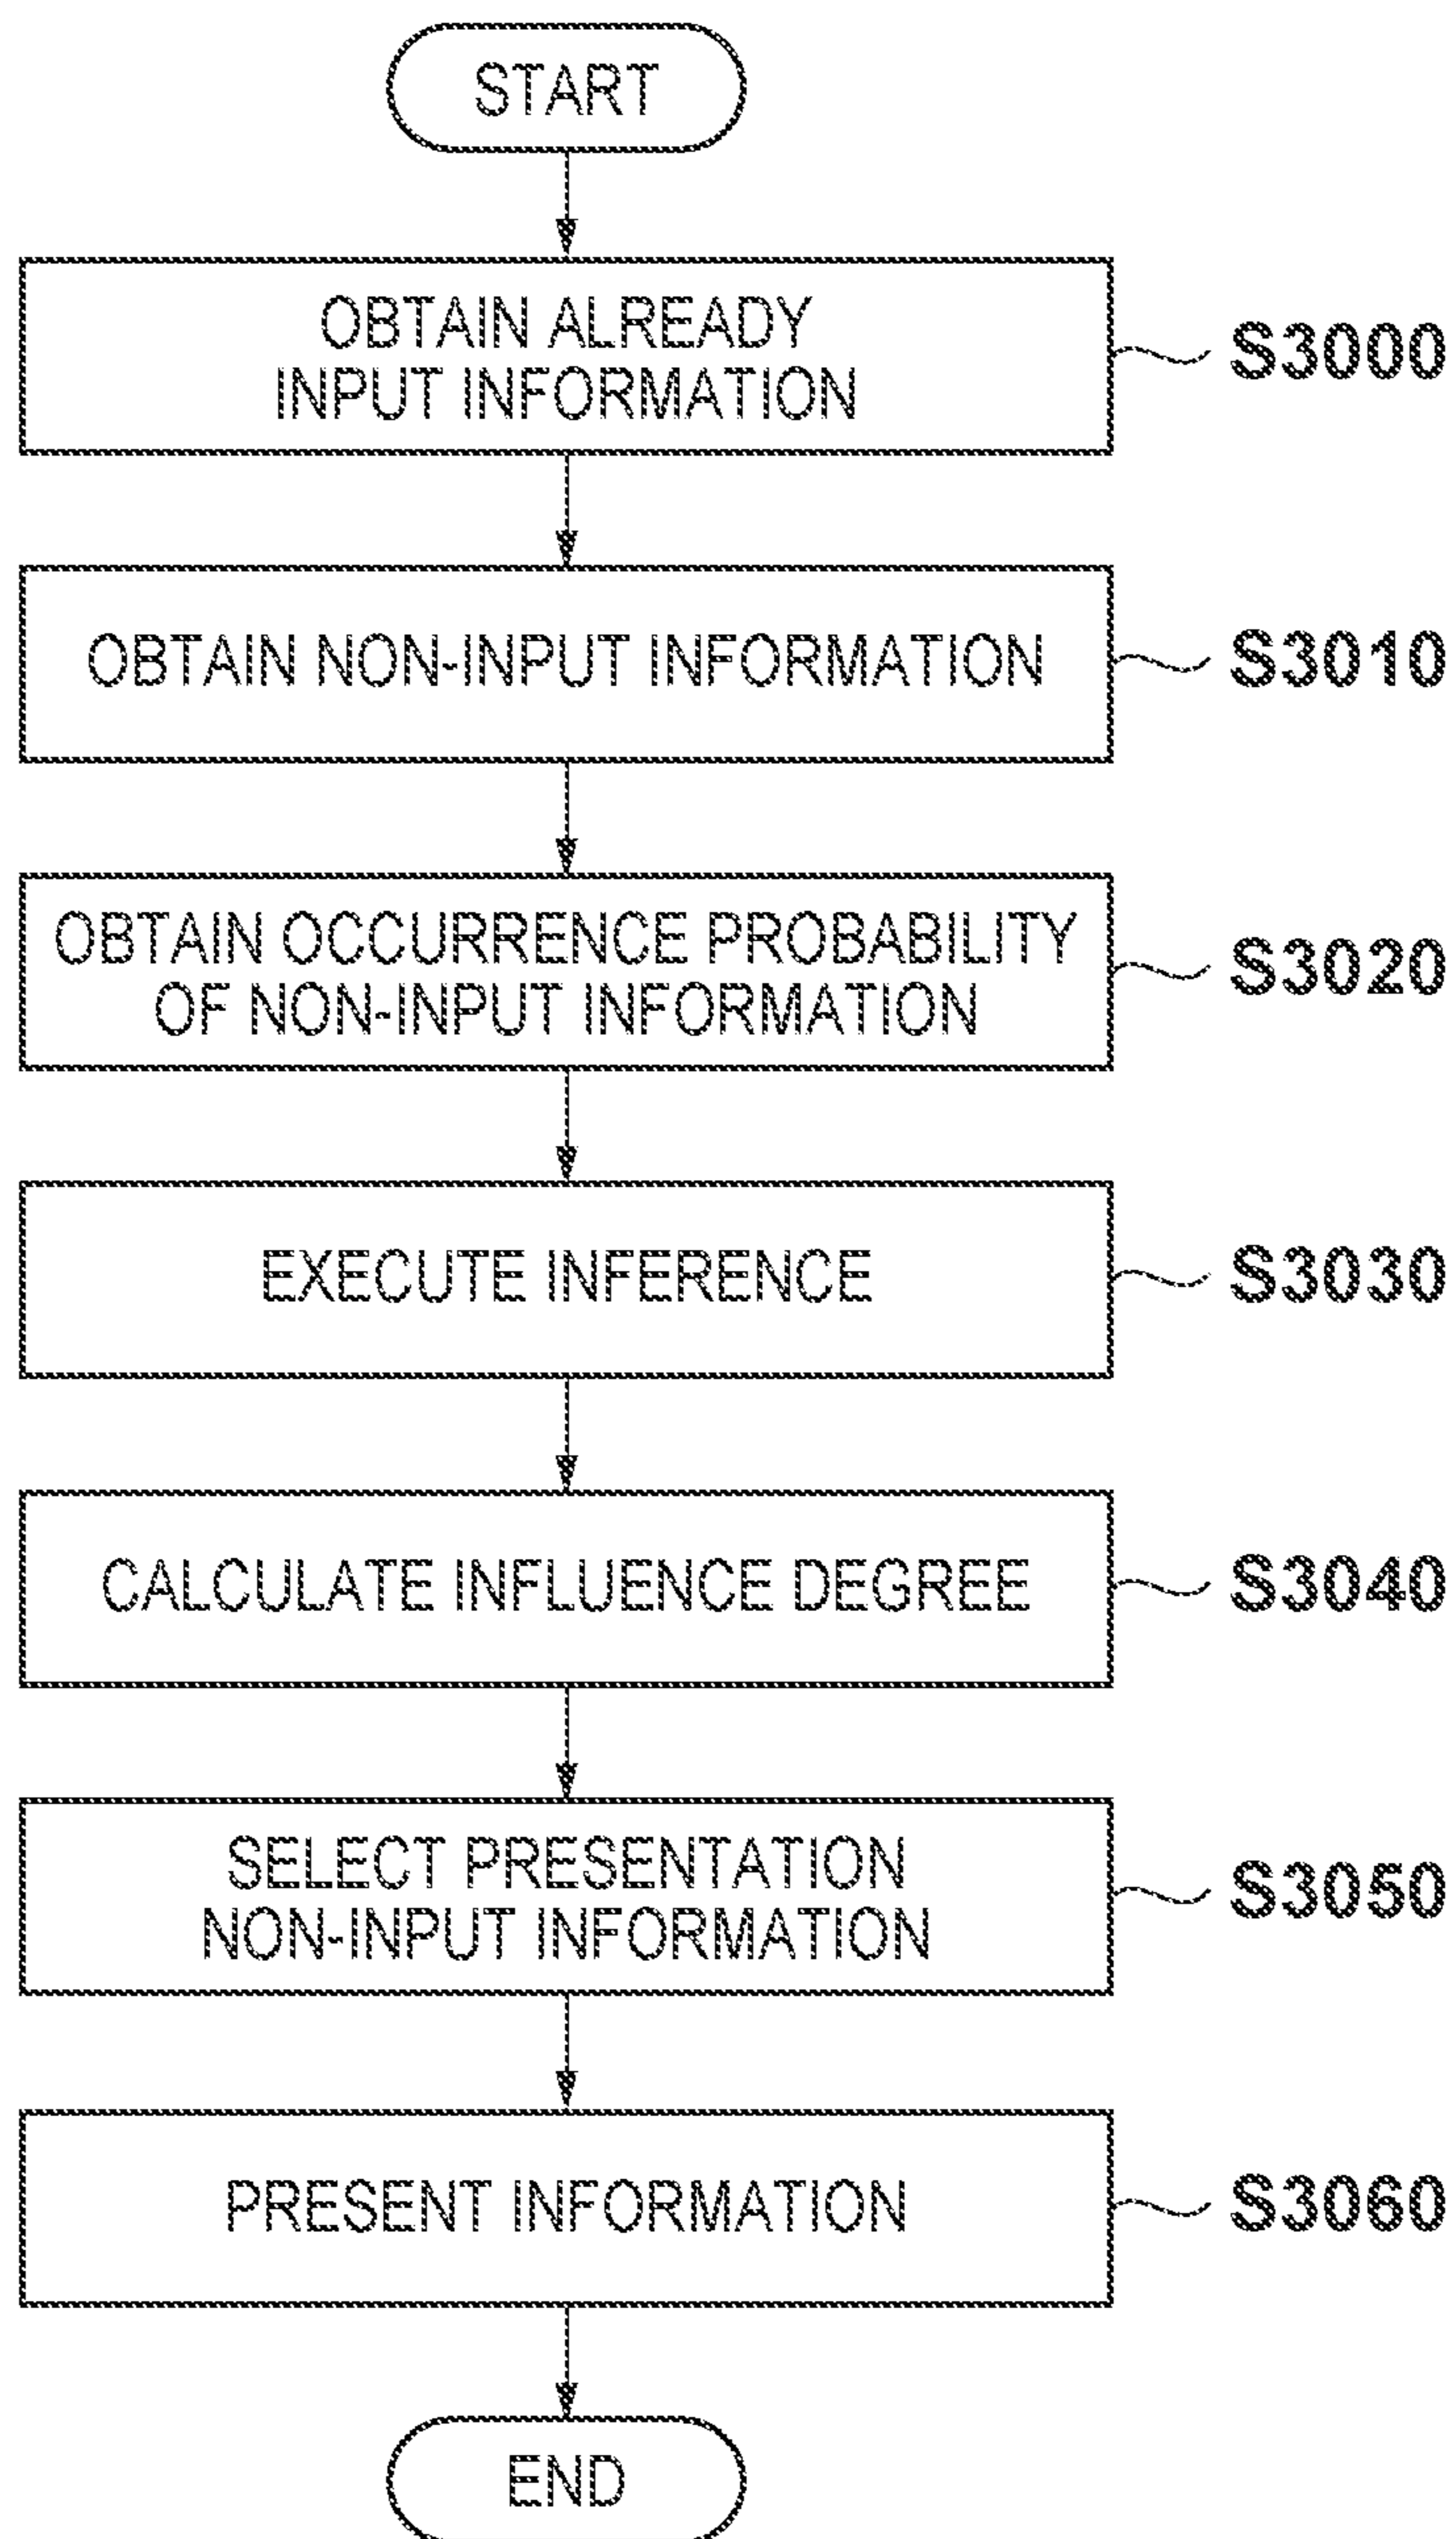 START
OBTAIN ALREADY
INPUT INFORMATION
S3000
OBTAIN NON-INPUT INFORMATION
S3010
OBTAIN OCCURRENCE PROBABILITY
OF NON-INPUT INFORMATION
S3020
EXECUTE INFERENCE
S3030
CALCULATE INFLUENCE DEGREE
S3040
SELECT PRESENTATION
NON-INPUT INFORMATION
S3050
PRESENT INFORMATION
S3060
END